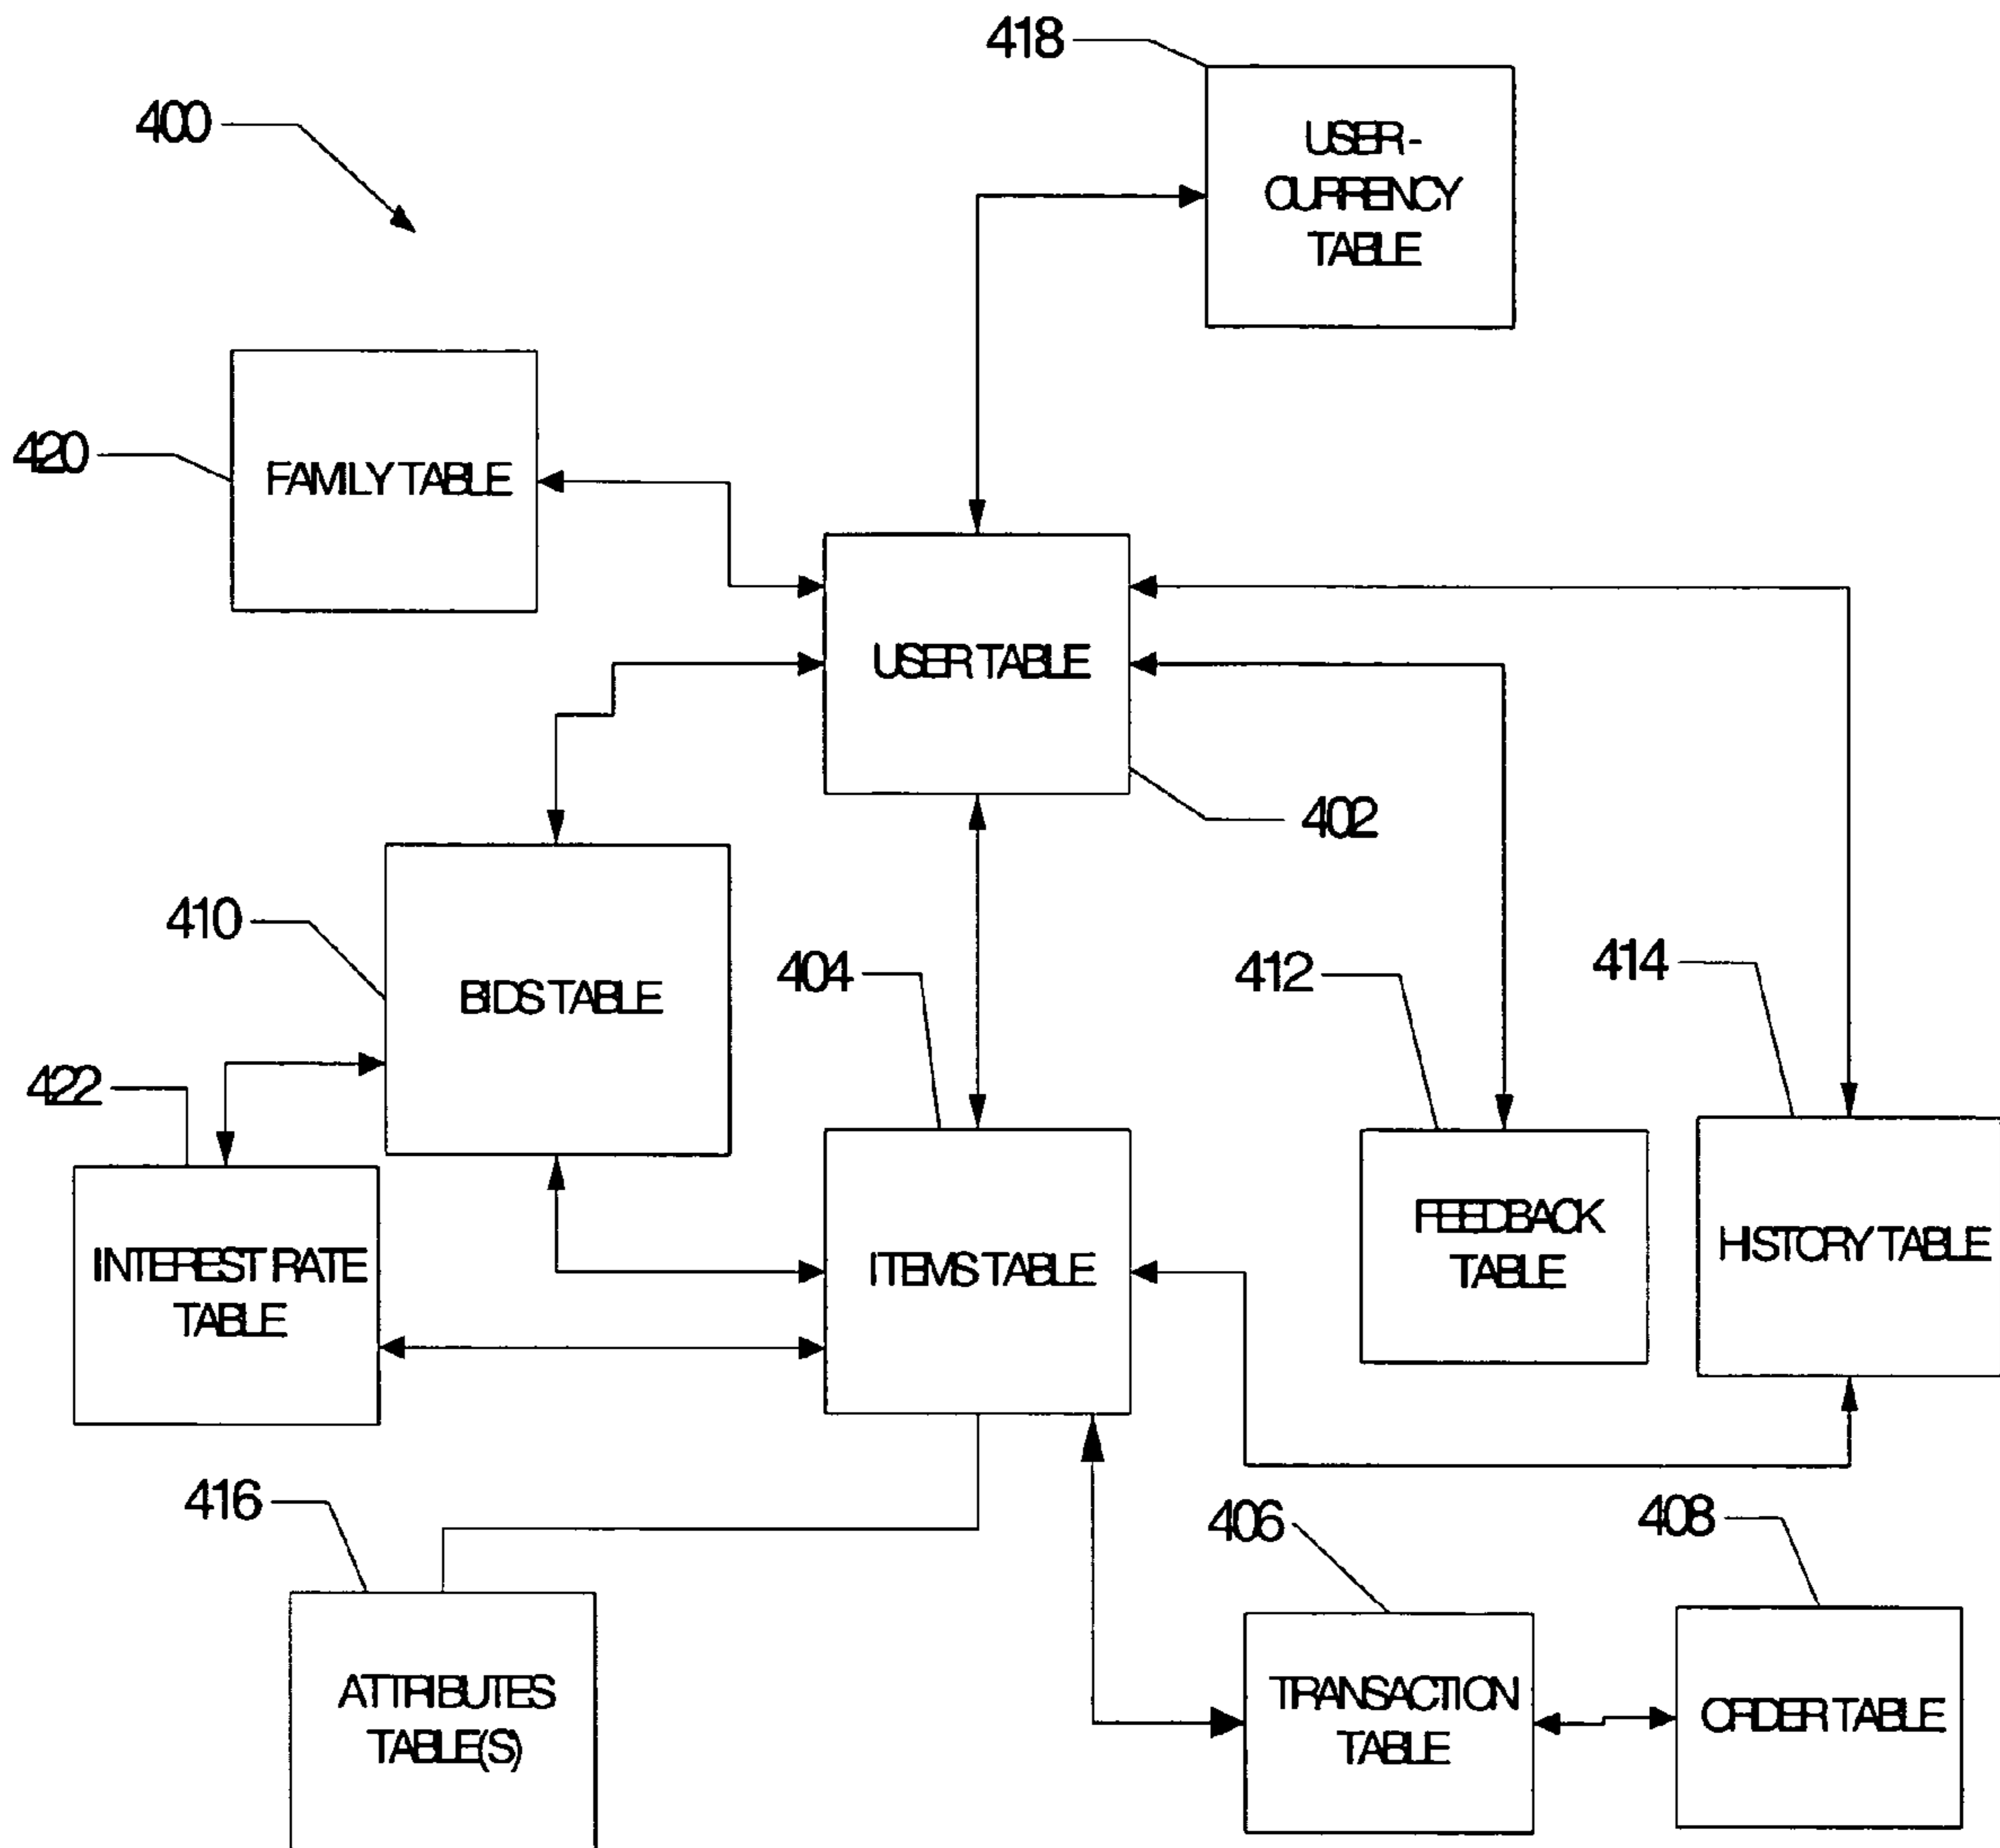 418
400
USER-
CURRENCY
TABLE
420
FAMILY TABLE
USER TABLE
402
410
BIDS TABLE
404
412
414
422
INTEREST RATE
TABLE
ITEMS TABLE
FEEDBACK
TABLE
HISTORY TABLE
416
406
408
ATTRIBUTES
TABLE(S)
TRANSACTION
TABLE
ORDER TABLE